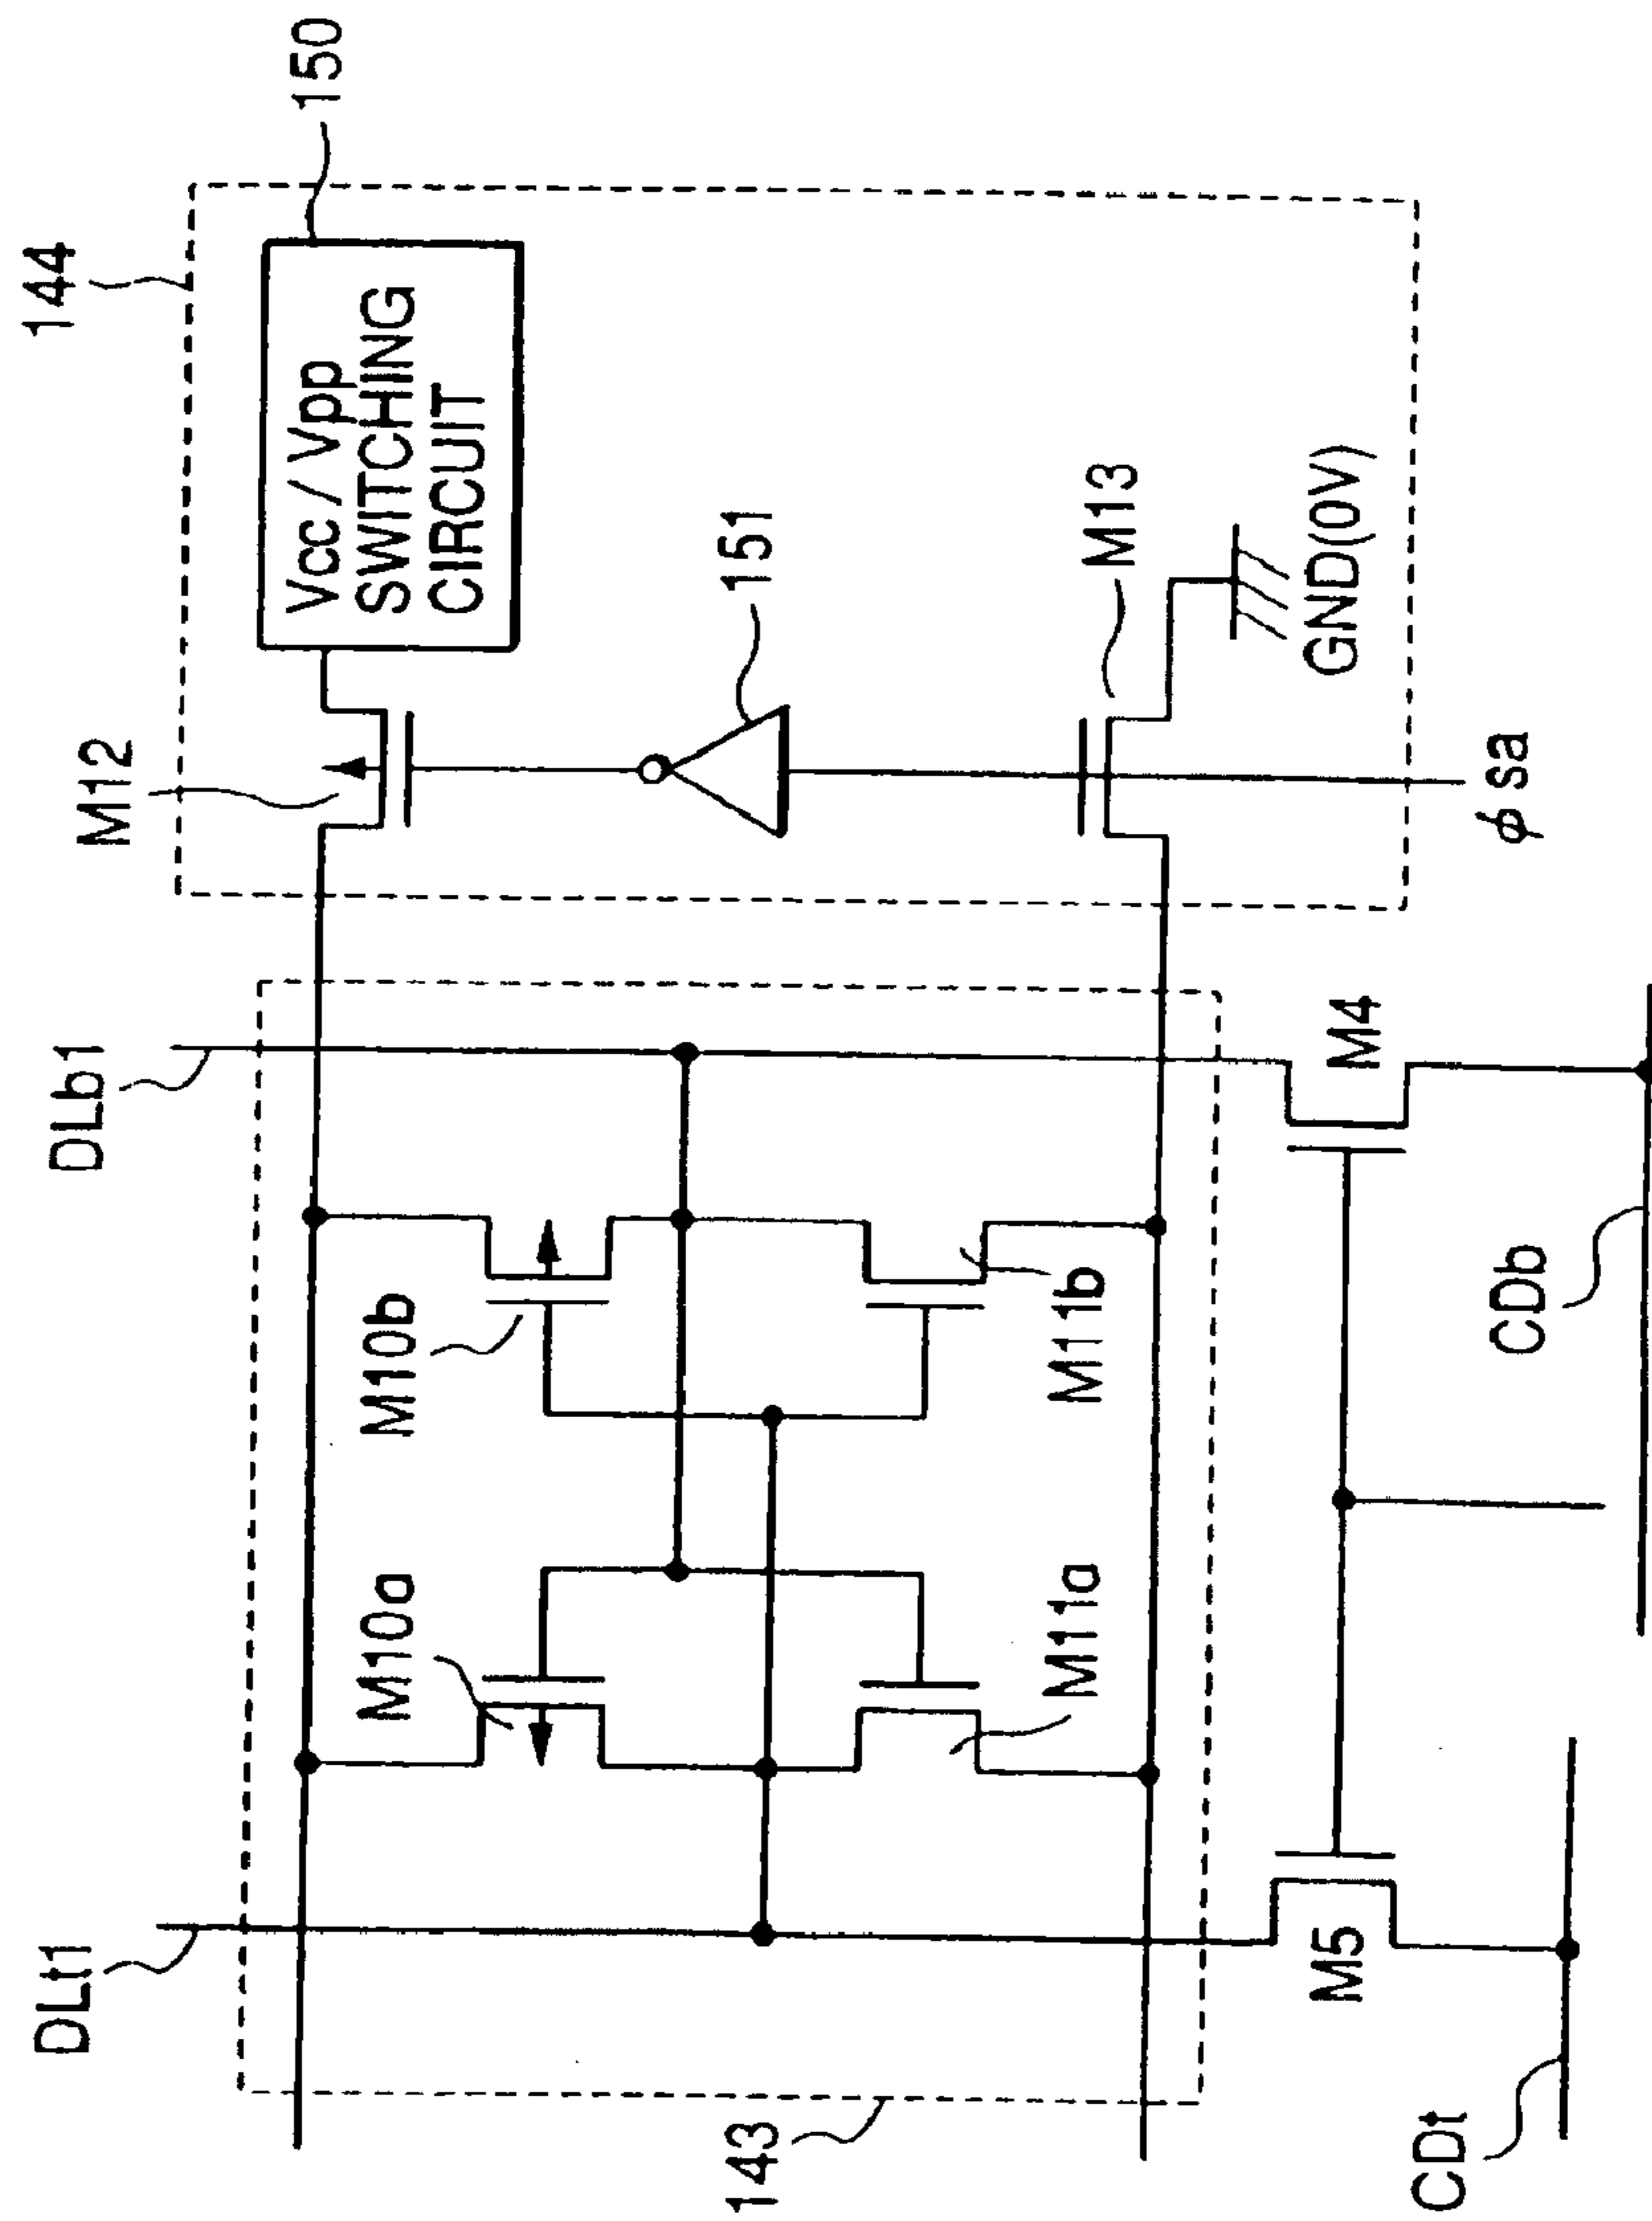 144
150
Vcc/Vpp
SWITCHING
CIRCUIT
M12
151
M13
GND(0V)
φsa
DLb1
M10b
M11b
M4
CDb
M10a
M11a
DLt1
M5
143
CDt